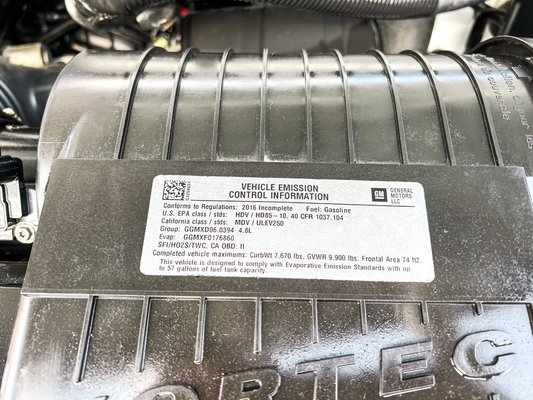 VEHICLE EMISSION
CONTROL INFORMATION
GM
GENERAL
MOTORS
LLC
Conforms to Regulations: 2016 Incomplete Fuel: Gasoline
U.S. EPA class / stds: HDV / HD85-10, 40 CFR 1037.104
California class / stds: MDV / ULEV250
Group: GGMXD06.0394 4.8L
Evap: GGMXF0176860
SFI/HO2S/TWC. CA OBD: II
Completed vehicle maximums: CurbWt 7,670 lbs. GVWR 9,900 lbs. Frontal Area 74 ft2.
This vehicle is designed to comply with Evaporative Emission Standards with up
to 57 gallons of fuel tank capacity.
ORTEC